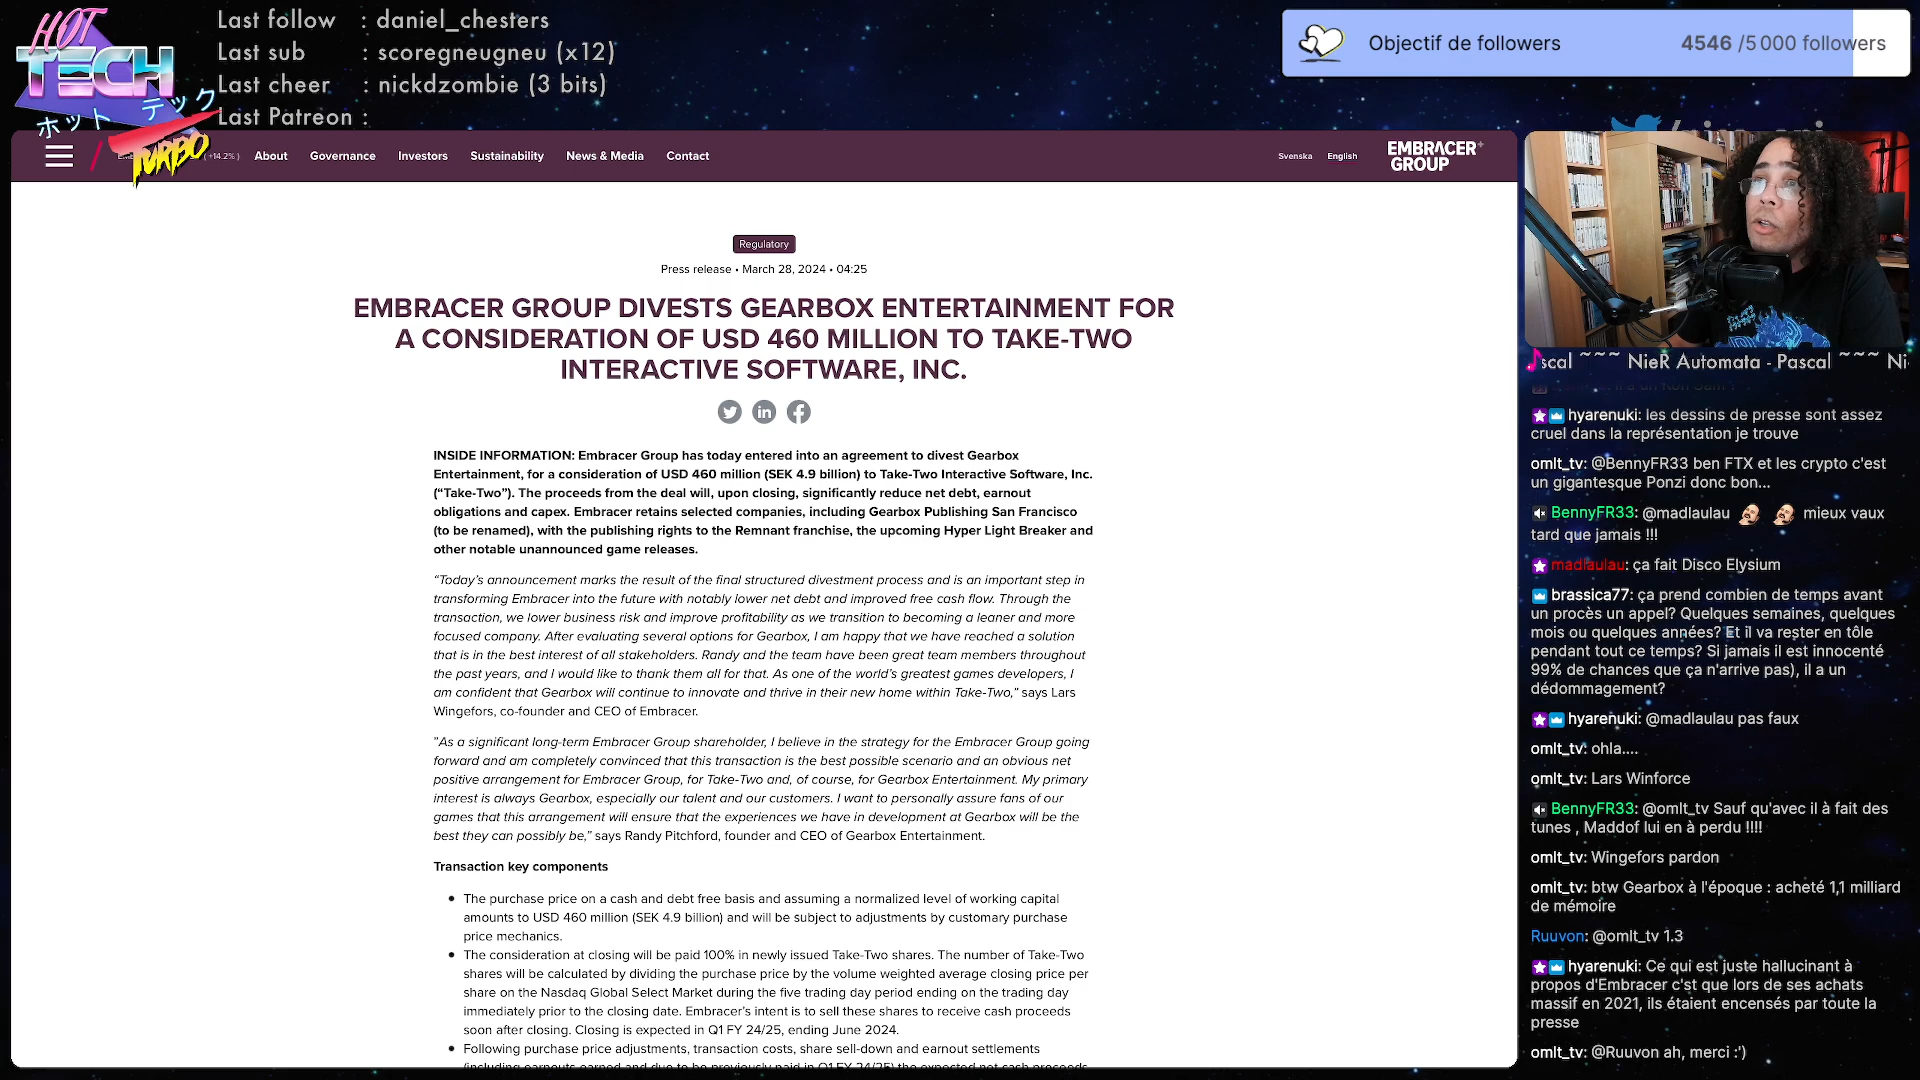 HOT
TECH
ホット テック
TURBO
Last follow : daniel_chesters
Last sub : scoregneugneu (x12)
Last cheer : nickdzombie (3 bits)
Last Patreon :
Objectif de followers
4546 /5 000 followers
(+14.2%)
About
Governance
Investors
Sustainability
News & Media
Contact
Svenska
English
EMBRACER+
GROUP
Regulatory
Press release • March 28, 2024 • 04:25
EMBRACER GROUP DIVESTS GEARBOX ENTERTAINMENT FOR
A CONSIDERATION OF USD 460 MILLION TO TAKE-TWO
INTERACTIVE SOFTWARE, INC.
INSIDE INFORMATION: Embracer Group has today entered into an agreement to divest Gearbox
Entertainment, for a consideration of USD 460 million (SEK 4.9 billion) to Take-Two Interactive Software, Inc.
(“Take-Two”). The proceeds from the deal will, upon closing, significantly reduce net debt, earnout
obligations and capex. Embracer retains selected companies, including Gearbox Publishing San Francisco
(to be renamed), with the publishing rights to the Remnant franchise, the upcoming Hyper Light Breaker and
other notable unannounced game releases.
“Today’s announcement marks the result of the final structured divestment process and is an important step in
transforming Embracer into the future with notably lower net debt and improved free cash flow. Through the
transaction, we lower business risk and improve profitability as we transition to becoming a leaner and more
focused company. After evaluating several options for Gearbox, I am happy that we have reached a solution
that is in the best interest of all stakeholders. Randy and the team have been great team members throughout
the past years, and I would like to thank them all for that. As one of the world’s greatest games developers, I
am confident that Gearbox will continue to innovate and thrive in their new home within Take-Two,” says Lars
Wingefors, co-founder and CEO of Embracer.
”As a significant long-term Embracer Group shareholder, I believe in the strategy for the Embracer Group going
forward and am completely convinced that this transaction is the best possible scenario and an obvious net
positive arrangement for Embracer Group, for Take-Two and, of course, for Gearbox Entertainment. My primary
interest is always Gearbox, especially our talent and our customers. I want to personally assure fans of our
games that this arrangement will ensure that the experiences we have in development at Gearbox will be the
best they can possibly be,” says Randy Pitchford, founder and CEO of Gearbox Entertainment.
Transaction key components
• The purchase price on a cash and debt free basis and assuming a normalized level of working capital
amounts to USD 460 million (SEK 4.9 billion) and will be subject to adjustments by customary purchase
price mechanics.
• The consideration at closing will be paid 100% in newly issued Take-Two shares. The number of Take-Two
shares will be calculated by dividing the purchase price by the volume weighted average closing price per
share on the Nasdaq Global Select Market during the five trading day period ending on the trading day
immediately prior to the closing date. Embracer’s intent is to sell these shares to receive cash proceeds
soon after closing. Closing is expected in Q1 FY 24/25, ending June 2024.
• Following purchase price adjustments, transaction costs, share sell-down and earnout settlements
(including earnouts earned and due to be previously paid in Q1 FY 24/25) the expected net cash proceeds
scal ~~~ NieR Automata - Pascal ~~~ Ni
hyarenuki: les dessins de presse sont assez
cruel dans la représentation je trouve
omlt_tv: @BennyFR33 ben FTX et les crypto c'est
un gigantesque Ponzi donc bon...
BennyFR33: @madlaulau mieux vaux
tard que jamais !!!
madlaulau: ça fait Disco Elysium
brassica77: ça prend combien de temps avant
un procès un appel? Quelques semaines, quelques
mois ou quelques années? Et il va rester en tôle
pendant tout ce temps? Si jamais il est innocenté
99% de chances que ça n'arrive pas), il a un
dédommagement?
hyarenuki: @madlaulau pas faux
omlt_tv: ohla....
omlt_tv: Lars Winforce
BennyFR33: @omlt_tv Sauf qu'avec il à fait des
tunes , Maddof lui en à perdu !!!!
omlt_tv: Wingefors pardon
omlt_tv: btw Gearbox à l'époque : acheté 1,1 milliard
de mémoire
Ruuvon: @omlt_tv 1.3
hyarenuki: Ce qui est juste hallucinant à
propos d'Embracer c'st que lors de ses achats
massif en 2021, ils étaient encensés par toute la
presse
omlt_tv: @Ruuvon ah, merci :')